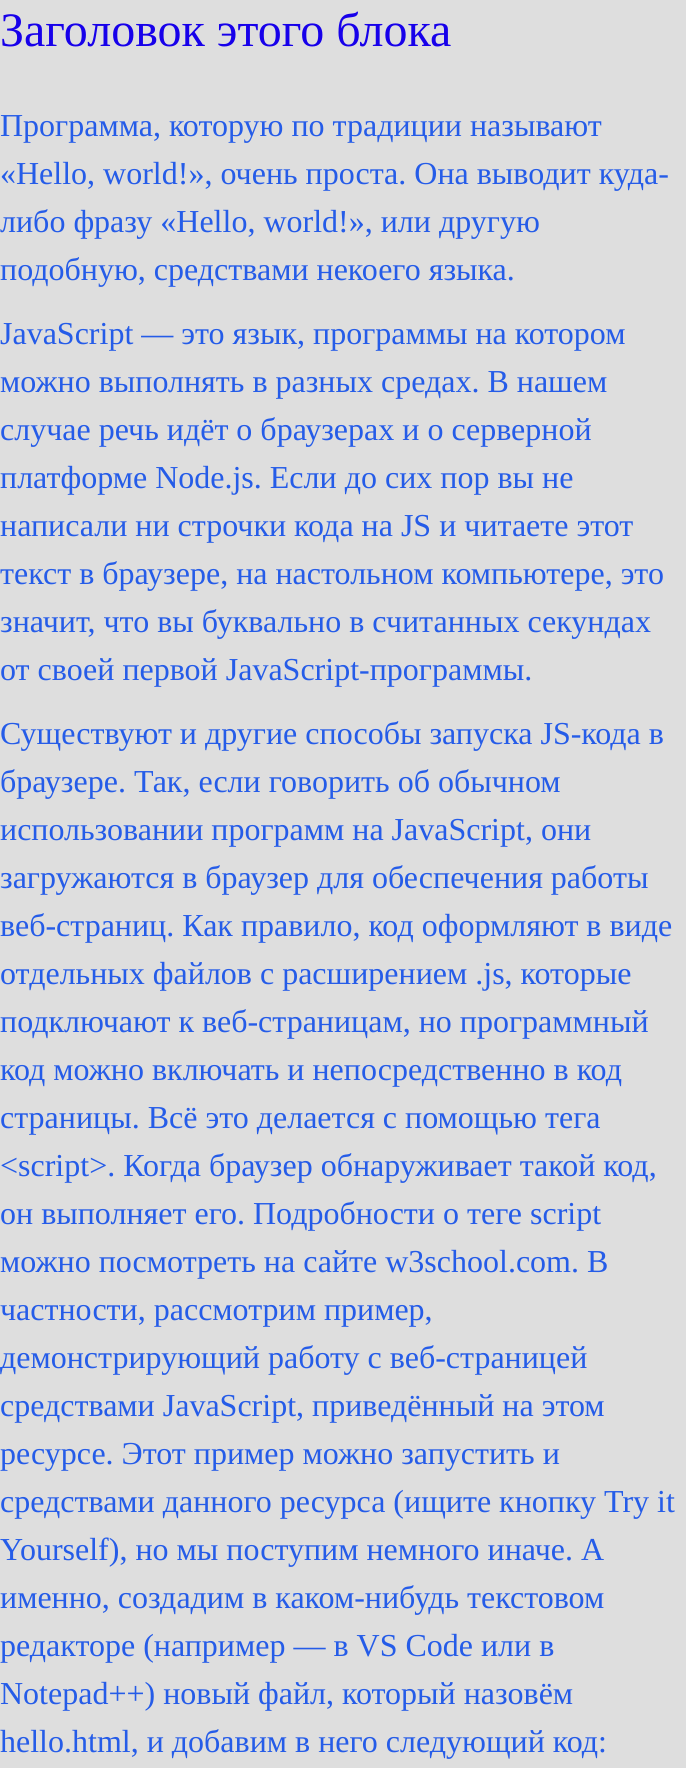 Заголовок этого блока
Программа, которую по традиции называют
«Hello, world!», очень проста. Она выводит куда-
либо фразу «Hello, world!», или другую
подобную, средствами некоего языка.
JavaScript — это язык, программы на котором
можно выполнять в разных средах. В нашем
случае речь идёт о браузерах и о серверной
платформе Node.js. Если до сих пор вы не
написали ни строчки кода на JS и читаете этот
текст в браузере, на настольном компьютере, это
значит, что вы буквально в считанных секундах
от своей первой JavaScript-программы.
Существуют и другие способы запуска JS-кода в
браузере. Так, если говорить об обычном
использовании программ на JavaScript, они
загружаются в браузер для обеспечения работы
веб-страниц. Как правило, код оформляют в виде
отдельных файлов с расширением .js, которые
подключают к веб-страницам, но программный
код можно включать и непосредственно в код
страницы. Всё это делается с помощью тега
<script>. Когда браузер обнаруживает такой код,
он выполняет его. Подробности о теге script
можно посмотреть на сайте w3school.com. В
частности, рассмотрим пример,
демонстрирующий работу с веб-страницей
средствами JavaScript, приведённый на этом
ресурсе. Этот пример можно запустить и
средствами данного ресурса (ищите кнопку Try it
Yourself), но мы поступим немного иначе. А
именно, создадим в каком-нибудь текстовом
редакторе (например — в VS Code или в
Notepad++) новый файл, который назовём
hello.html, и добавим в него следующий код: